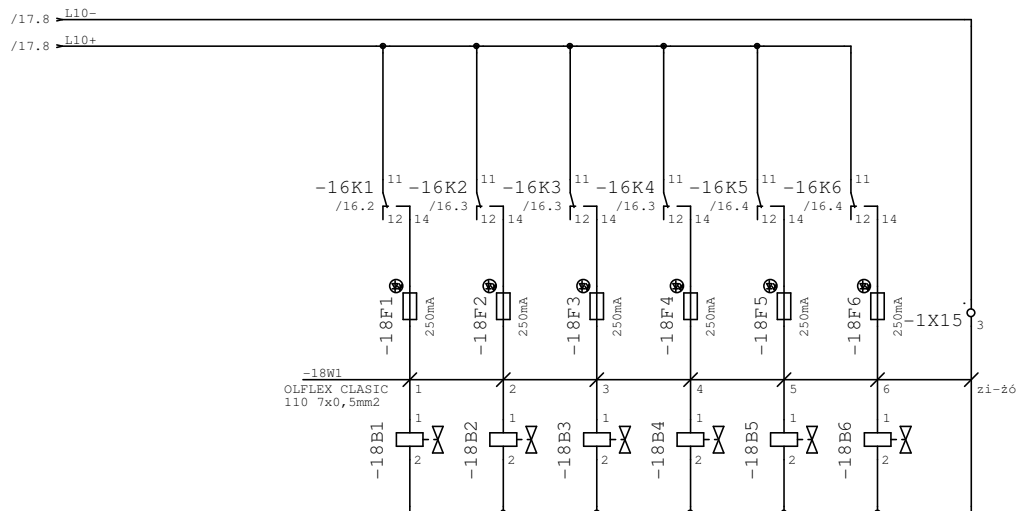 /17.8 L10-
/17.8 L10+
11 11 11 11 11 11
-16K1 -16K2 -16K3 -16K4 -16K5 -16K6
/16.2 /16.3 /16.3 /16.3 /16.4 /16.4
12 14 12 14 12 14 12 14 12 14 12 14
-18F1 250mA -18F2 250mA -18F3 250mA -18F4 250mA -18F5 250mA -18F6 250mA
-1X15 3
-18W1
OLFLEX CLASIC 1 2 3 4 5 6 zi-żó
110 7x0,5mm2
1 1 1 1 1 1
-18B1 -18B2 -18B3 -18B4 -18B5 -18B6
2 2 2 2 2 2